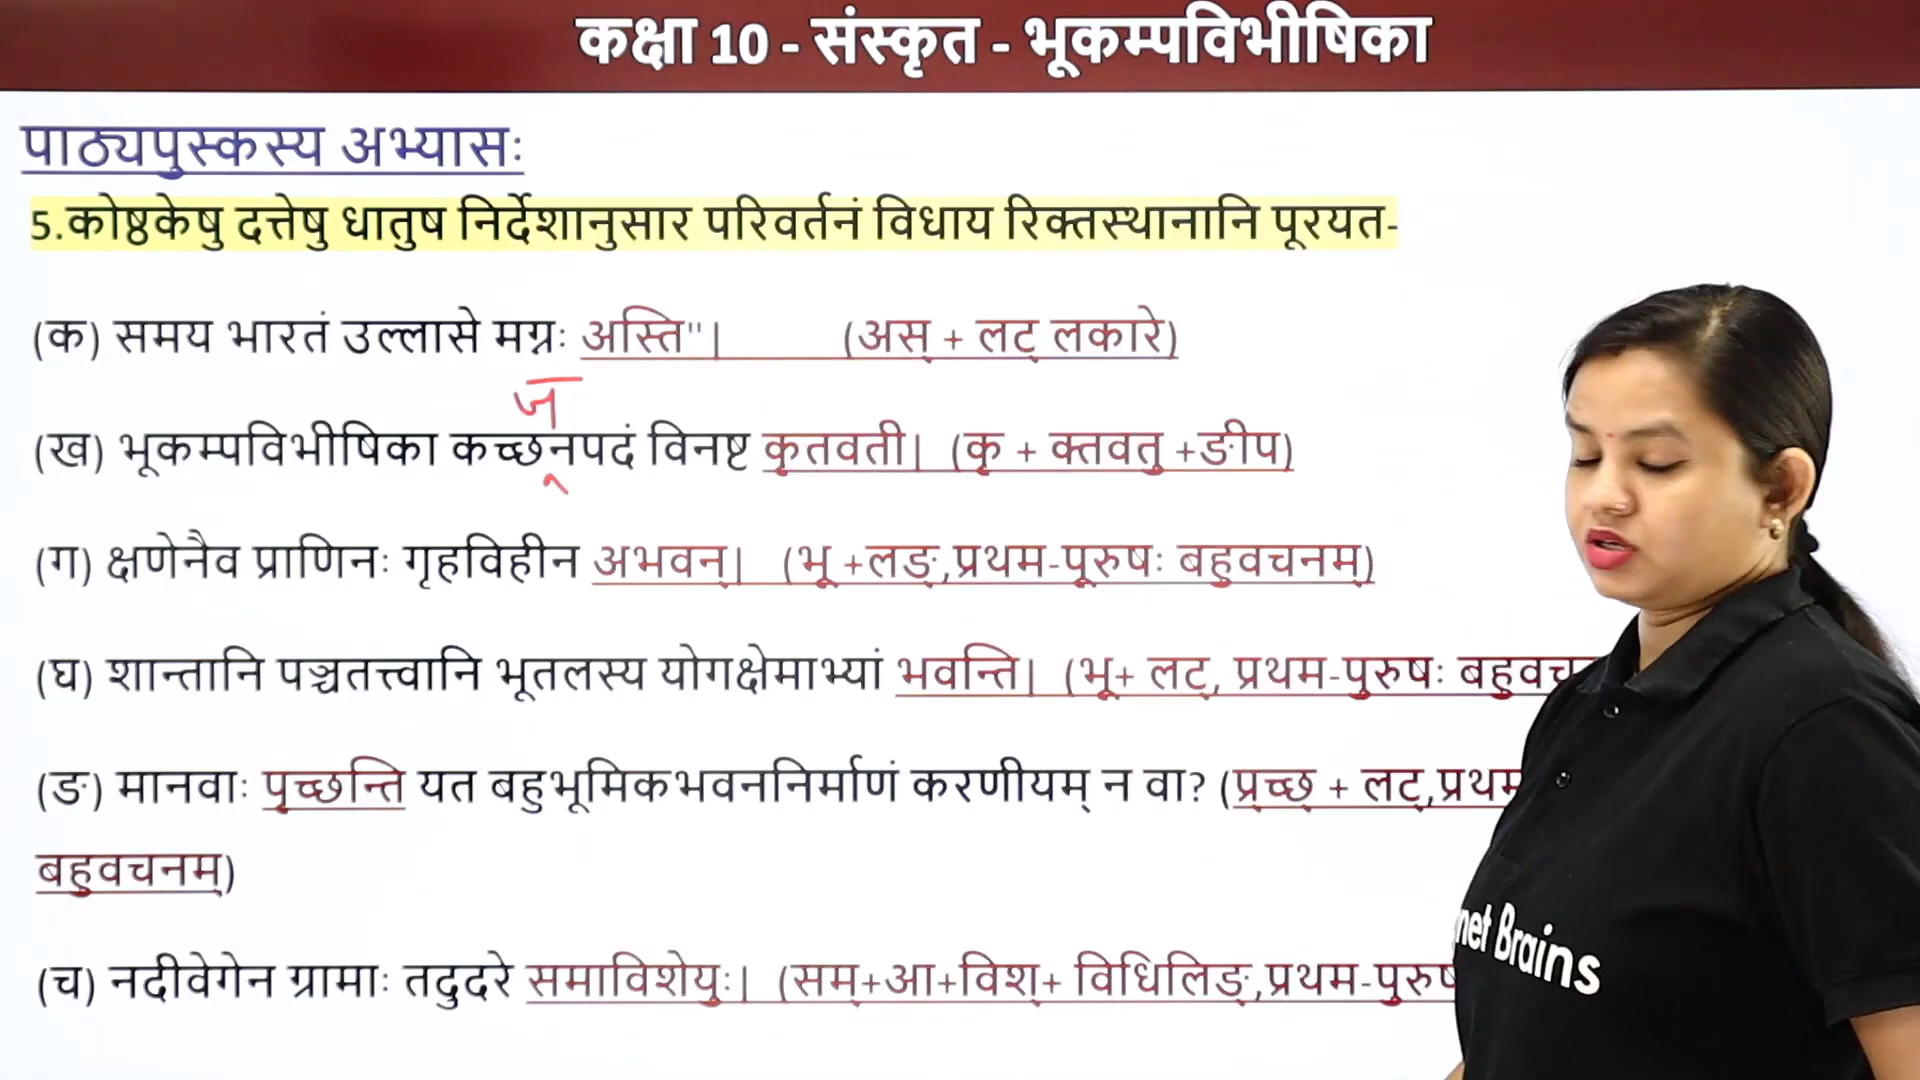 कक्षा 10 - संस्कृत - भूकम्पविभीषिका
पाठ्यपुस्कस्य अभ्यासः
5.कोष्ठकेषु दत्तेषु धातुष निर्देशानुसार परिवर्तनं विधाय रिक्तस्थानानि पूरयत-
(क) समय भारतं उल्लासे मग्नः अस्ति"| (अस् + लट् लकारे)
ज
(ख) भूकम्पविभीषिका कच्छनपदं विनष्ट कृतवती| (कृ + क्तवतु +ङीप)
(ग) क्षणेनैव प्राणिनः गृहविहीन अभवन्| (भू +लङ्,प्रथम-पूरुषः बहुवचनम्)
(घ) शान्तानि पञ्चतत्त्वानि भूतलस्य योगक्षेमाभ्यां भवन्ति| (भू+ लट्, प्रथम-पुरुषः बहुवच
(ङ) मानवाः पृच्छन्ति यत बहुभूमिकभवननिर्माणं करणीयम् न वा? (प्रच्छ् + लट्,प्रथम
बहुवचनम्)
(च) नदीवेगेन ग्रामाः तदुदरे समाविशेयुः| (सम्+आ+विश्+ विधिलिङ्,प्रथम-पुरुष
net Brains